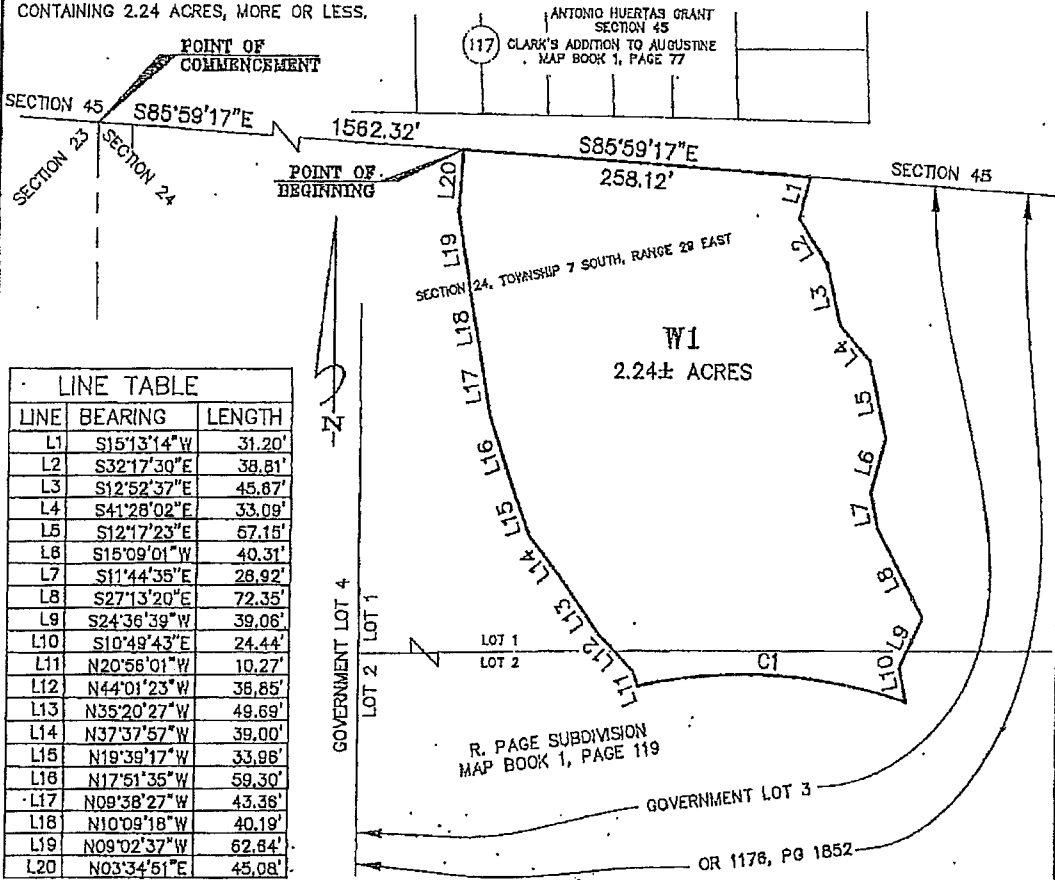 CONTAINING 2.24 ACRES, MORE OR LESS.
POINT OF
COMMENCEMENT
ANTONIO HUERTAS GRANT
SECTION 45
117
CLARK'S ADDITION TO AUGUSTINE
MAP BOOK 1, PAGE 77
SECTION 45
S85°59'17"E
1562.32'
SECTION 23
SECTION 24
POINT OF
BEGINNING
S85°59'17"E
258.12'
SECTION 45
L20
L1
L19
L2
SECTION 24, TOWNSHIP 7 SOUTH, RANGE 29 EAST
L3
L18
W1
2.24± ACRES
L4
L17
L5
N
L16
L6
L15
L7
L14
L8
L13
L12
L9
L11
L10
C1
GOVERNMENT LOT 4
LOT 1
LOT 2
LOT 1
LOT 2
R. PAGE SUBDIVISION
MAP BOOK 1, PAGE 119
GOVERNMENT LOT 3
OR 1176, PG 1852
LINE TABLE
LINE BEARING LENGTH
L1 S15°13'14"W 31.20'
L2 S32°17'30"E 38.81'
L3 S12°52'37"E 45.67'
L4 S41°28'02"E 33.09'
L5 S12°17'23"E 57.15'
L6 S15°09'01"W 40.31'
L7 S11°44'35"E 26.92'
L8 S27°13'20"E 72.35'
L9 S24°36'39"W 39.06'
L10 S10°49'43"E 24.44'
L11 N20°56'01"W 10.27'
L12 N44°01'23"W 36.85'
L13 N35°20'27"W 49.69'
L14 N37°37'57"W 39.00'
L15 N19°39'17"W 33.96'
L16 N17°51'35"W 59.30'
L17 N09°38'27"W 43.36'
L18 N10°09'18"W 40.19'
L19 N09°02'37"W 62.64'
L20 N03°34'51"E 45.08'